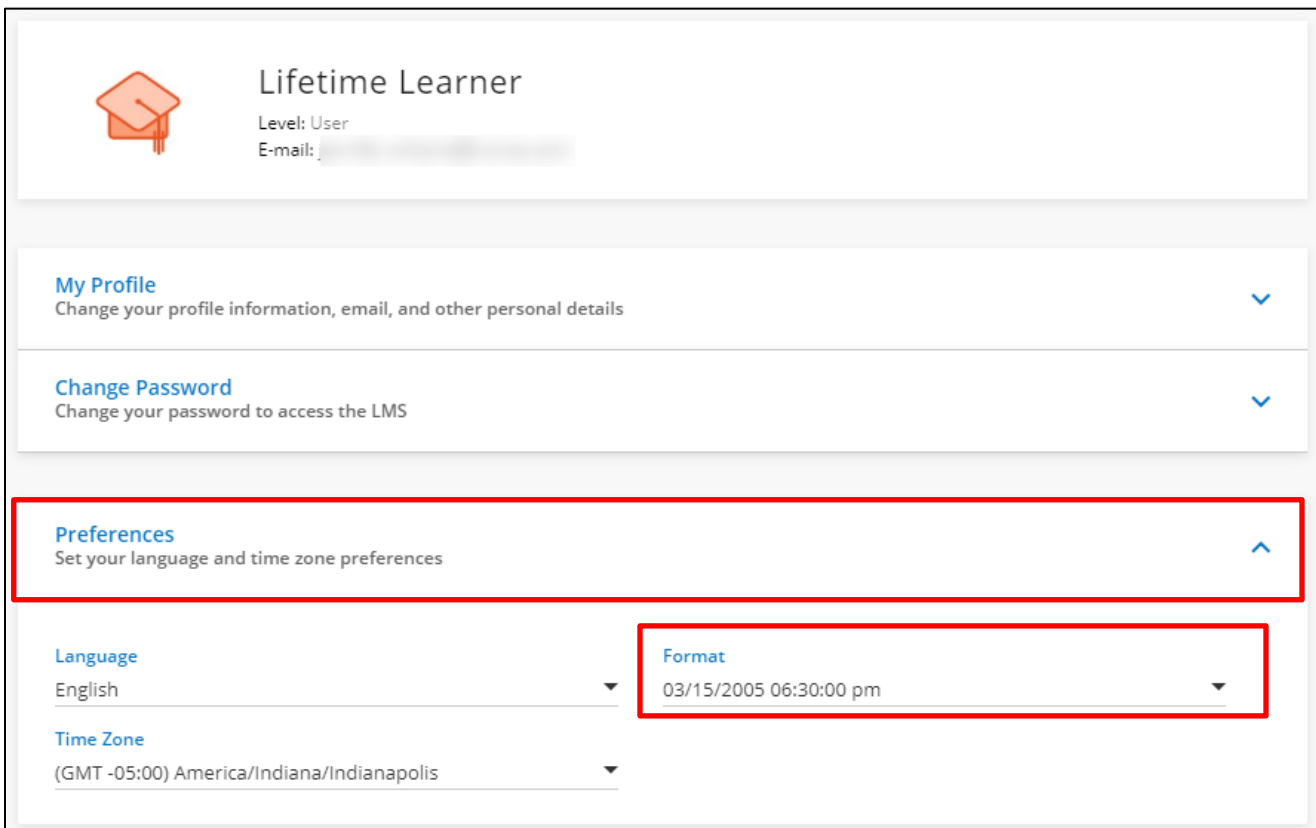 Lifetime Learner
Level: User
E-mail:
My Profile
Change your profile information, email, and other personal details
Change Password
Change your password to access the LMS
Preferences
Set your language and time zone preferences
Language
English
Format
03/15/2005 06:30:00 pm
Time Zone
(GMT -05:00) America/Indiana/Indianapolis